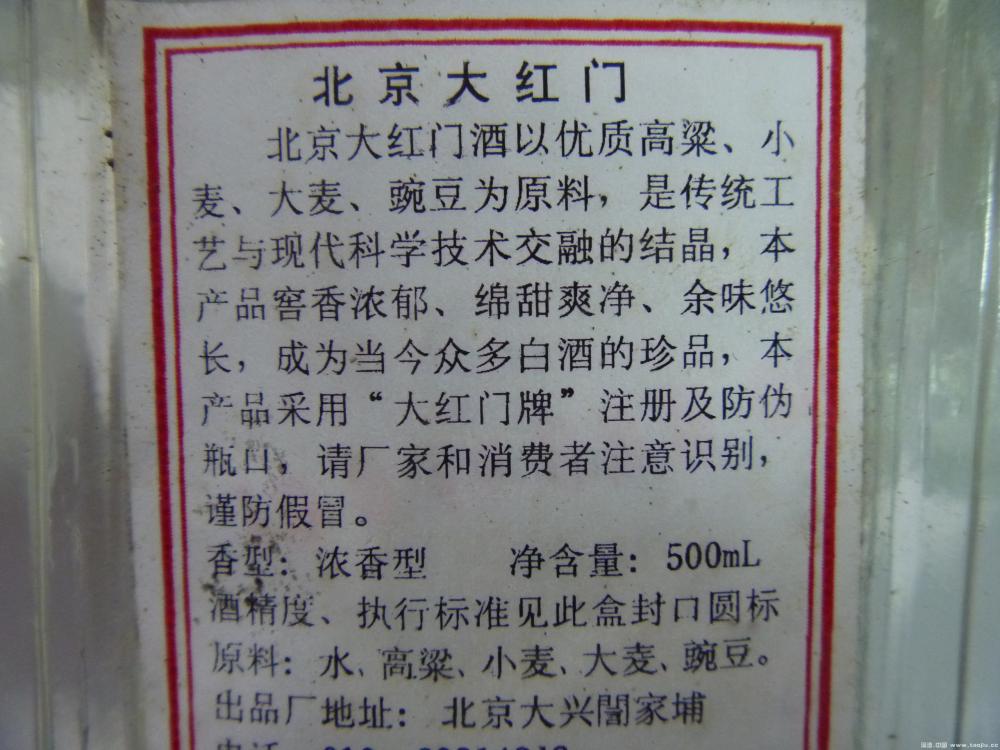 北京大红门
北京大红门酒以优质高粱、小
麦、大麦、豌豆为原料，是传统工
艺与现代科学技术交融的结晶，本
产品窖香浓郁、绵甜爽净、余味悠
长，成为当今众多白酒的珍品，本
产品采用“大红门牌”注册及防伪
瓶口，请厂家和消费者注意识别，
谨防假冒。
香型：浓香型　　净含量：500mL
酒精度、执行标准见此盒封口圆标
原料：水、高粱、小麦、大麦、豌豆。
出品厂地址：北京大兴閤家埔
电话